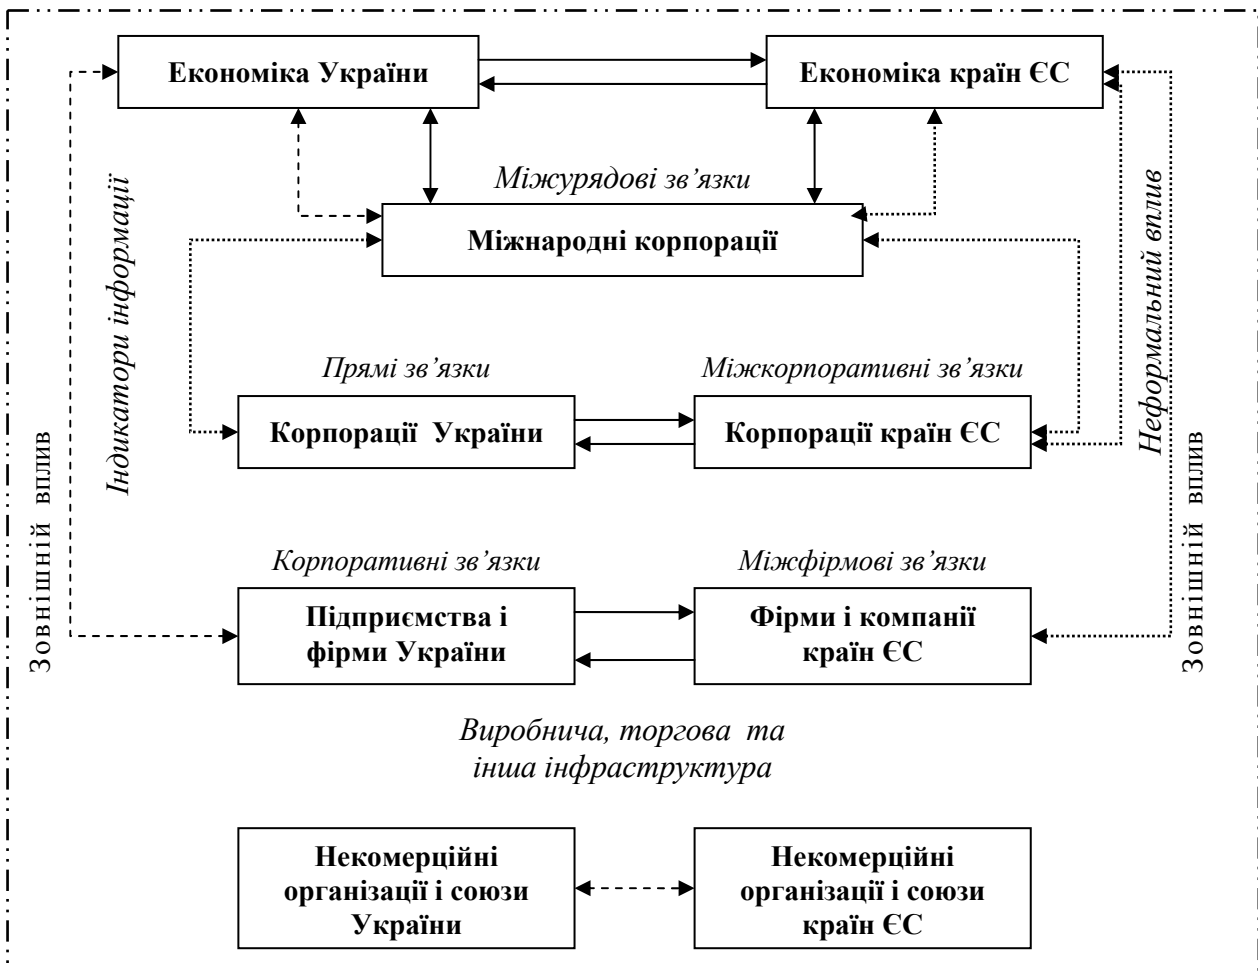 Економіка України
Економіка країн ЄС
Міжурядові зв’язки
Міжнародні корпорації
Індикатори інформації
Неформальний вплив
Зовнішній вплив
Зовнішній вплив
Прямі зв’язки
Міжкорпоративні зв’язки
Корпорації України
Корпорації країн ЄС
Корпоративні зв’язки
Міжфірмові зв’язки
Підприємства і
фірми України
Фірми і компанії
країн ЄС
Виробнича, торгова та
інша інфраструктура
Некомерційні
організації і союзи
України
Некомерційні
організації і союзи
країн ЄС